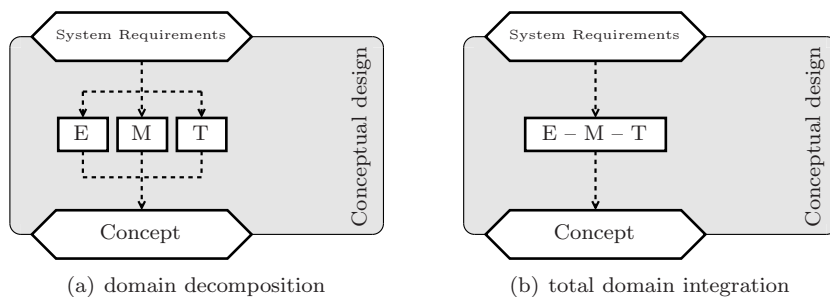 System Requirements
E M T
Concept
Conceptual design
(a) domain decomposition
System Requirements
E – M – T
Concept
Conceptual design
(b) total domain integration